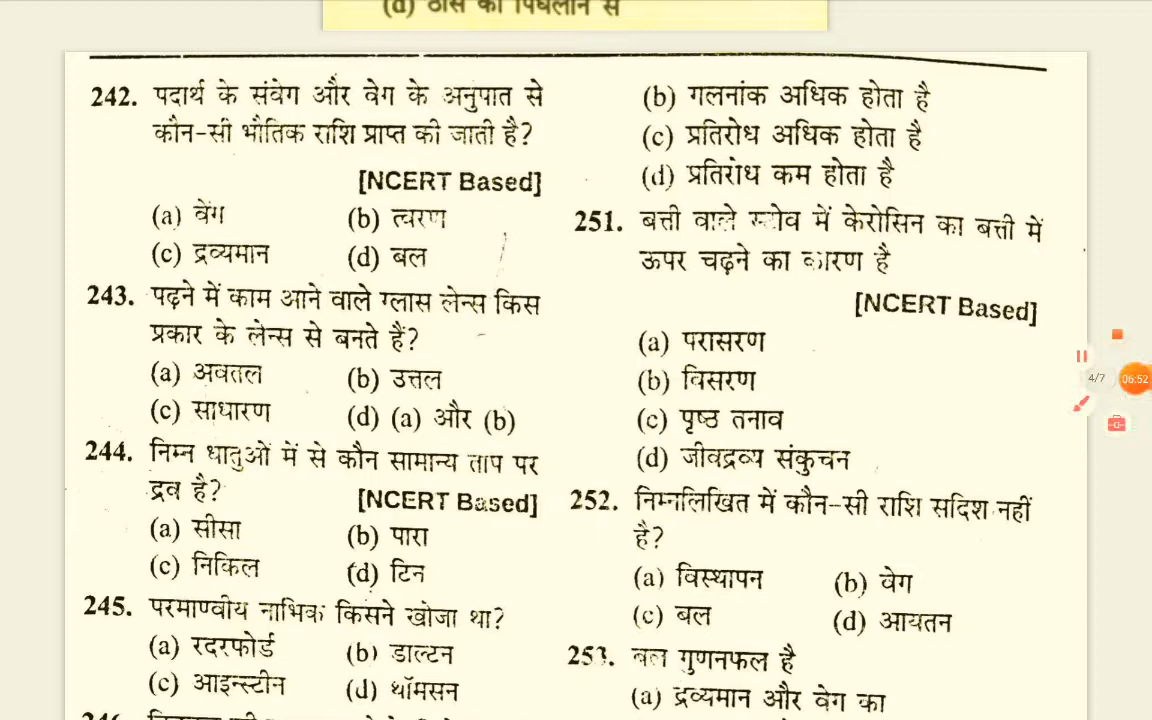 (d) ठोस को पिघलाने से
242. पदार्थ के संवेग और वेग के अनुपात से
कौन-सी भौतिक राशि प्राप्त की जाती है?
[NCERT Based]
(a) वेग (b) त्वरण
(c) द्रव्यमान (d) बल
243. पढ़ने में काम आने वाले ग्लास लेन्स किस
प्रकार के लेन्स से बनते हैं?
(a) अवतल (b) उत्तल
(c) साधारण (d) (a) और (b)
244. निम्न धातुओं में से कौन सामान्य ताप पर
द्रव है? [NCERT Based]
(a) सीसा (b) पारा
(c) निकिल (d) टिन
245. परमाण्वीय नाभिक किसने खोजा था?
(a) रदरफोर्ड (b) डाल्टन
(c) आइन्स्टीन (d) थॉमसन
246.
(b) गलनांक अधिक होता है
(c) प्रतिरोध अधिक होता है
(d) प्रतिरोध कम होता है
251. बत्ती वाले स्टोव में केरोसिन का बत्ती में
ऊपर चढ़ने का कारण है
[NCERT Based]
(a) परासरण
(b) विसरण
(c) पृष्ठ तनाव
(d) जीवद्रव्य संकुचन
252. निम्नलिखित में कौन-सी राशि सदिश नहीं
है?
(a) विस्थापन (b) वेग
(c) बल (d) आयतन
253. बल गुणनफल है
(a) द्रव्यमान और वेग का
4/7
06:52